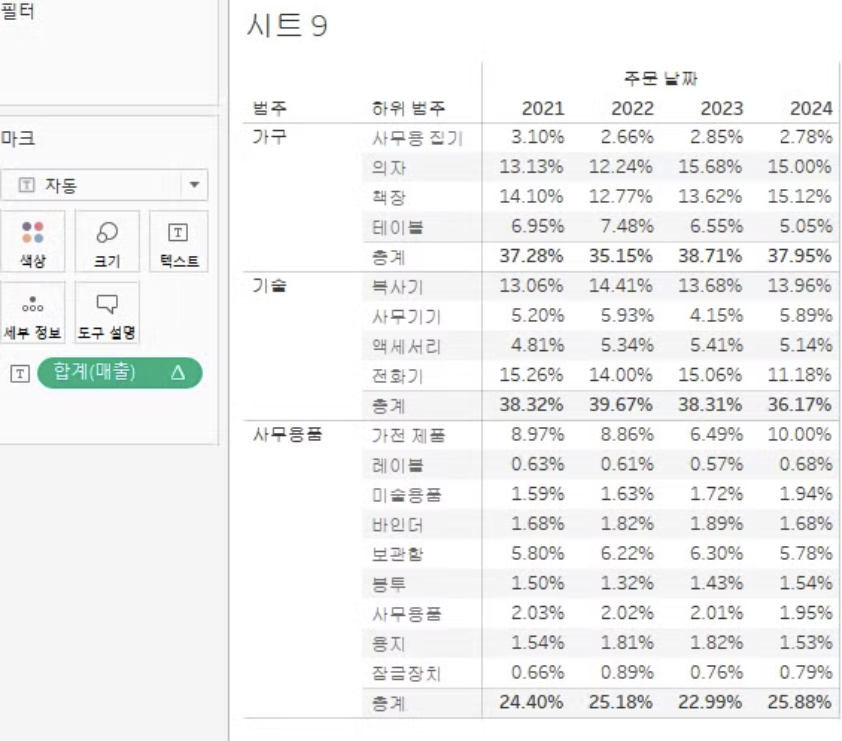 필터
마크
자동
색상
크기
텍스트
세부 정보
도구 설명
합계(매출)
시트 9
주문 날짜
범주 하위 범주 2021 2022 2023 2024
가구 사무용 집기 3.10% 2.66% 2.85% 2.78%
의자 13.13% 12.24% 15.68% 15.00%
책장 14.10% 12.77% 13.62% 15.12%
테이블 6.95% 7.48% 6.55% 5.05%
총계 37.28% 35.15% 38.71% 37.95%
기술 복사기 13.06% 14.41% 13.68% 13.96%
사무기기 5.20% 5.93% 4.15% 5.89%
액세서리 4.81% 5.34% 5.41% 5.14%
전화기 15.26% 14.00% 15.06% 11.18%
총계 38.32% 39.67% 38.31% 36.17%
사무용품 가전 제품 8.97% 8.86% 6.49% 10.00%
레이블 0.63% 0.61% 0.57% 0.68%
미술용품 1.59% 1.63% 1.72% 1.94%
바인더 1.68% 1.82% 1.89% 1.68%
보관함 5.80% 6.22% 6.30% 5.78%
봉투 1.50% 1.32% 1.43% 1.54%
사무용품 2.03% 2.02% 2.01% 1.95%
용지 1.54% 1.81% 1.82% 1.53%
잠금장치 0.66% 0.89% 0.76% 0.79%
총계 24.40% 25.18% 22.99% 25.88%